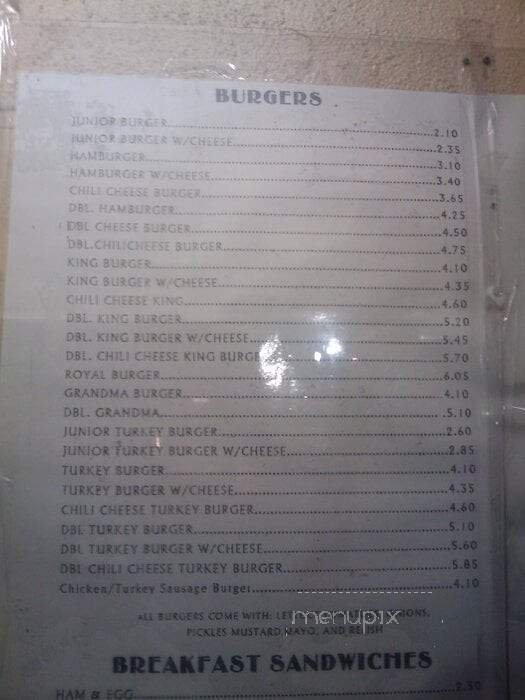 BURGERS
JUNIOR BURGER..........2.10
JUNIOR BURGER W/CHEESE..........2.35
HAMBURGER..........3.10
HAMBURGER W/CHEESE..........3.40
CHILI CHEESE BURGER..........3.65
DBL. HAMBURGER..........4.25
DBL CHEESE BURGER..........4.50
DBL.CHILICHEESE BURGER..........4.75
KING BURGER..........4.10
KING BURGER W/CHEESE..........4.35
CHILI CHEESE KING..........4.60
DBL. KING BURGER..........5.20
DBL. KING BURGER W/CHEESE..........5.45
DBL. CHILI CHEESE KING BURGE..........5.70
ROYAL BURGER..........6.05
GRANDMA BURGER..........4.10
DBL. GRANDMA..........5.10
JUNIOR TURKEY BURGER..........2.60
JUNIOR TURKEY BURGER W/CHEESE..........2.85
TURKEY BURGER..........4.10
TURKEY BURGER W/CHEESE..........4.35
CHILI CHEESE TURKEY BURGER..........4.60
DBL TURKEY BURGER..........5.10
DBL TURKEY BURGER W/CHEESE..........5.60
DBL CHILI CHEESE TURKEY BURGER..........5.85
Chicken/Turkey Sausage Burger..........4.10
ALL BURGERS COME WITH:
menupix
PICKLES MUSTARD,MAYO, AND RELISH
BREAKFAST SANDWICHES
HAM & EGG..........2.50